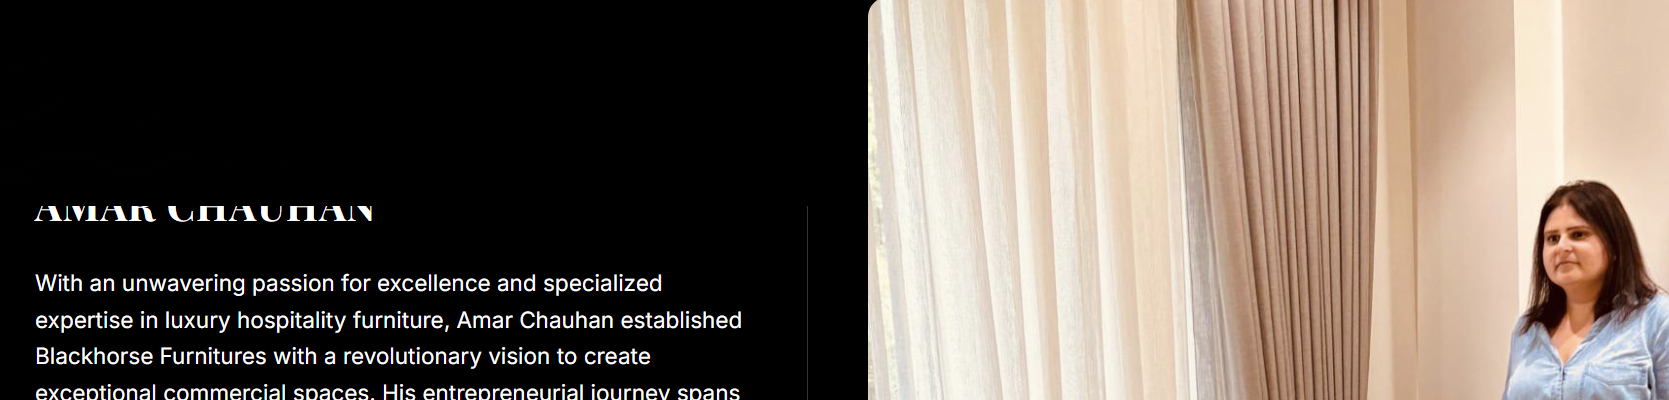 AMAR CHAUHAN
With an unwavering passion for excellence and specialized
expertise in luxury hospitality furniture, Amar Chauhan established
Blackhorse Furnitures with a revolutionary vision to create
exceptional commercial spaces. His entrepreneurial journey spans